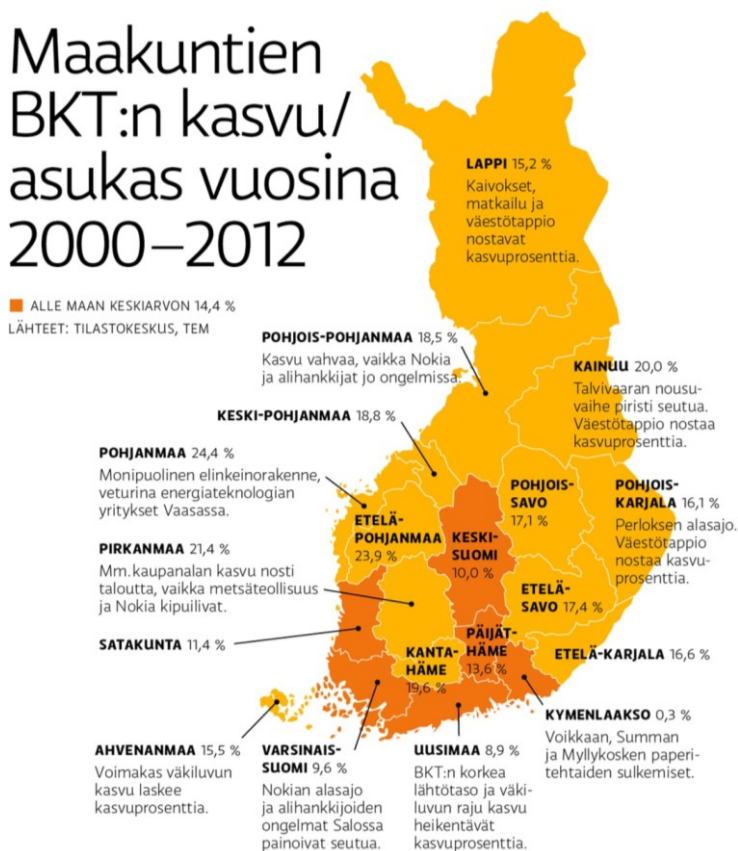 Maakuntien
BKT:n kasvu/
asukas vuosina
2000–2012
ALLE MAAN KESKIARVON 14,4 %
LÄHTEET: TILASTOKESKUS, TEM
LAPPI 15,2 %
Kaivokset,
matkailu ja
väestötappio
nostavat
kasvuprosenttia.
POHJOIS-POHJANMAA 18,5 %
Kasvu vahvaa, vaikka Nokia
ja alihankkijat jo ongelmissa.
KAINUU 20,0 %
Talvivaaran nousu-
vaihe piristi seutua.
Väestötappio nostaa
kasvuprosenttia.
KESKI-POHJANMAA 18,8 %
POHJANMAA 24,4 %
Monipuolinen elinkeinorakenne,
veturina energiateknologian
yritykset Vaasassa.
ETELÄ-
POHJANMAA
23,9 %
KESKI-
SUOMI
10,0 %
POHJOIS-
SAVO
17,1 %
POHJOIS-
KARJALA 16,1 %
Perloksen alasajo.
Väestötappio
nostaa kasvu-
prosenttia.
PIRKANMAA 21,4 %
Mm.kaupanalan kasvu nosti
taloutta, vaikka metsäteollisuus
ja Nokia kipuilivat.
ETELÄ-
SAVO 17,4 %
SATAKUNTA 11,4 %
KANTA-
HÄME
19,6 %
PÄIJÄT-
HÄME
13,6 %
ETELÄ-KARJALA 16,6 %
KYMENLAAKSO 0,3 %
Voikkaan, Summan
ja Myllykosken paperi-
tehtaiden sulkemiset.
AHVENANMAA 15,5 %
Voimakas väkiluvun
kasvu laskee
kasvuprosenttia.
VARSINAIS-
SUOMI 9,6 %
Nokian alasajo
ja alihankkijoiden
ongelmat Salossa
painoivat seutua.
UUSIMAA 8,9 %
BKT:n korkea
lähtötaso ja väki-
luvun raju kasvu
heikentävät
kasvuprosenttia.